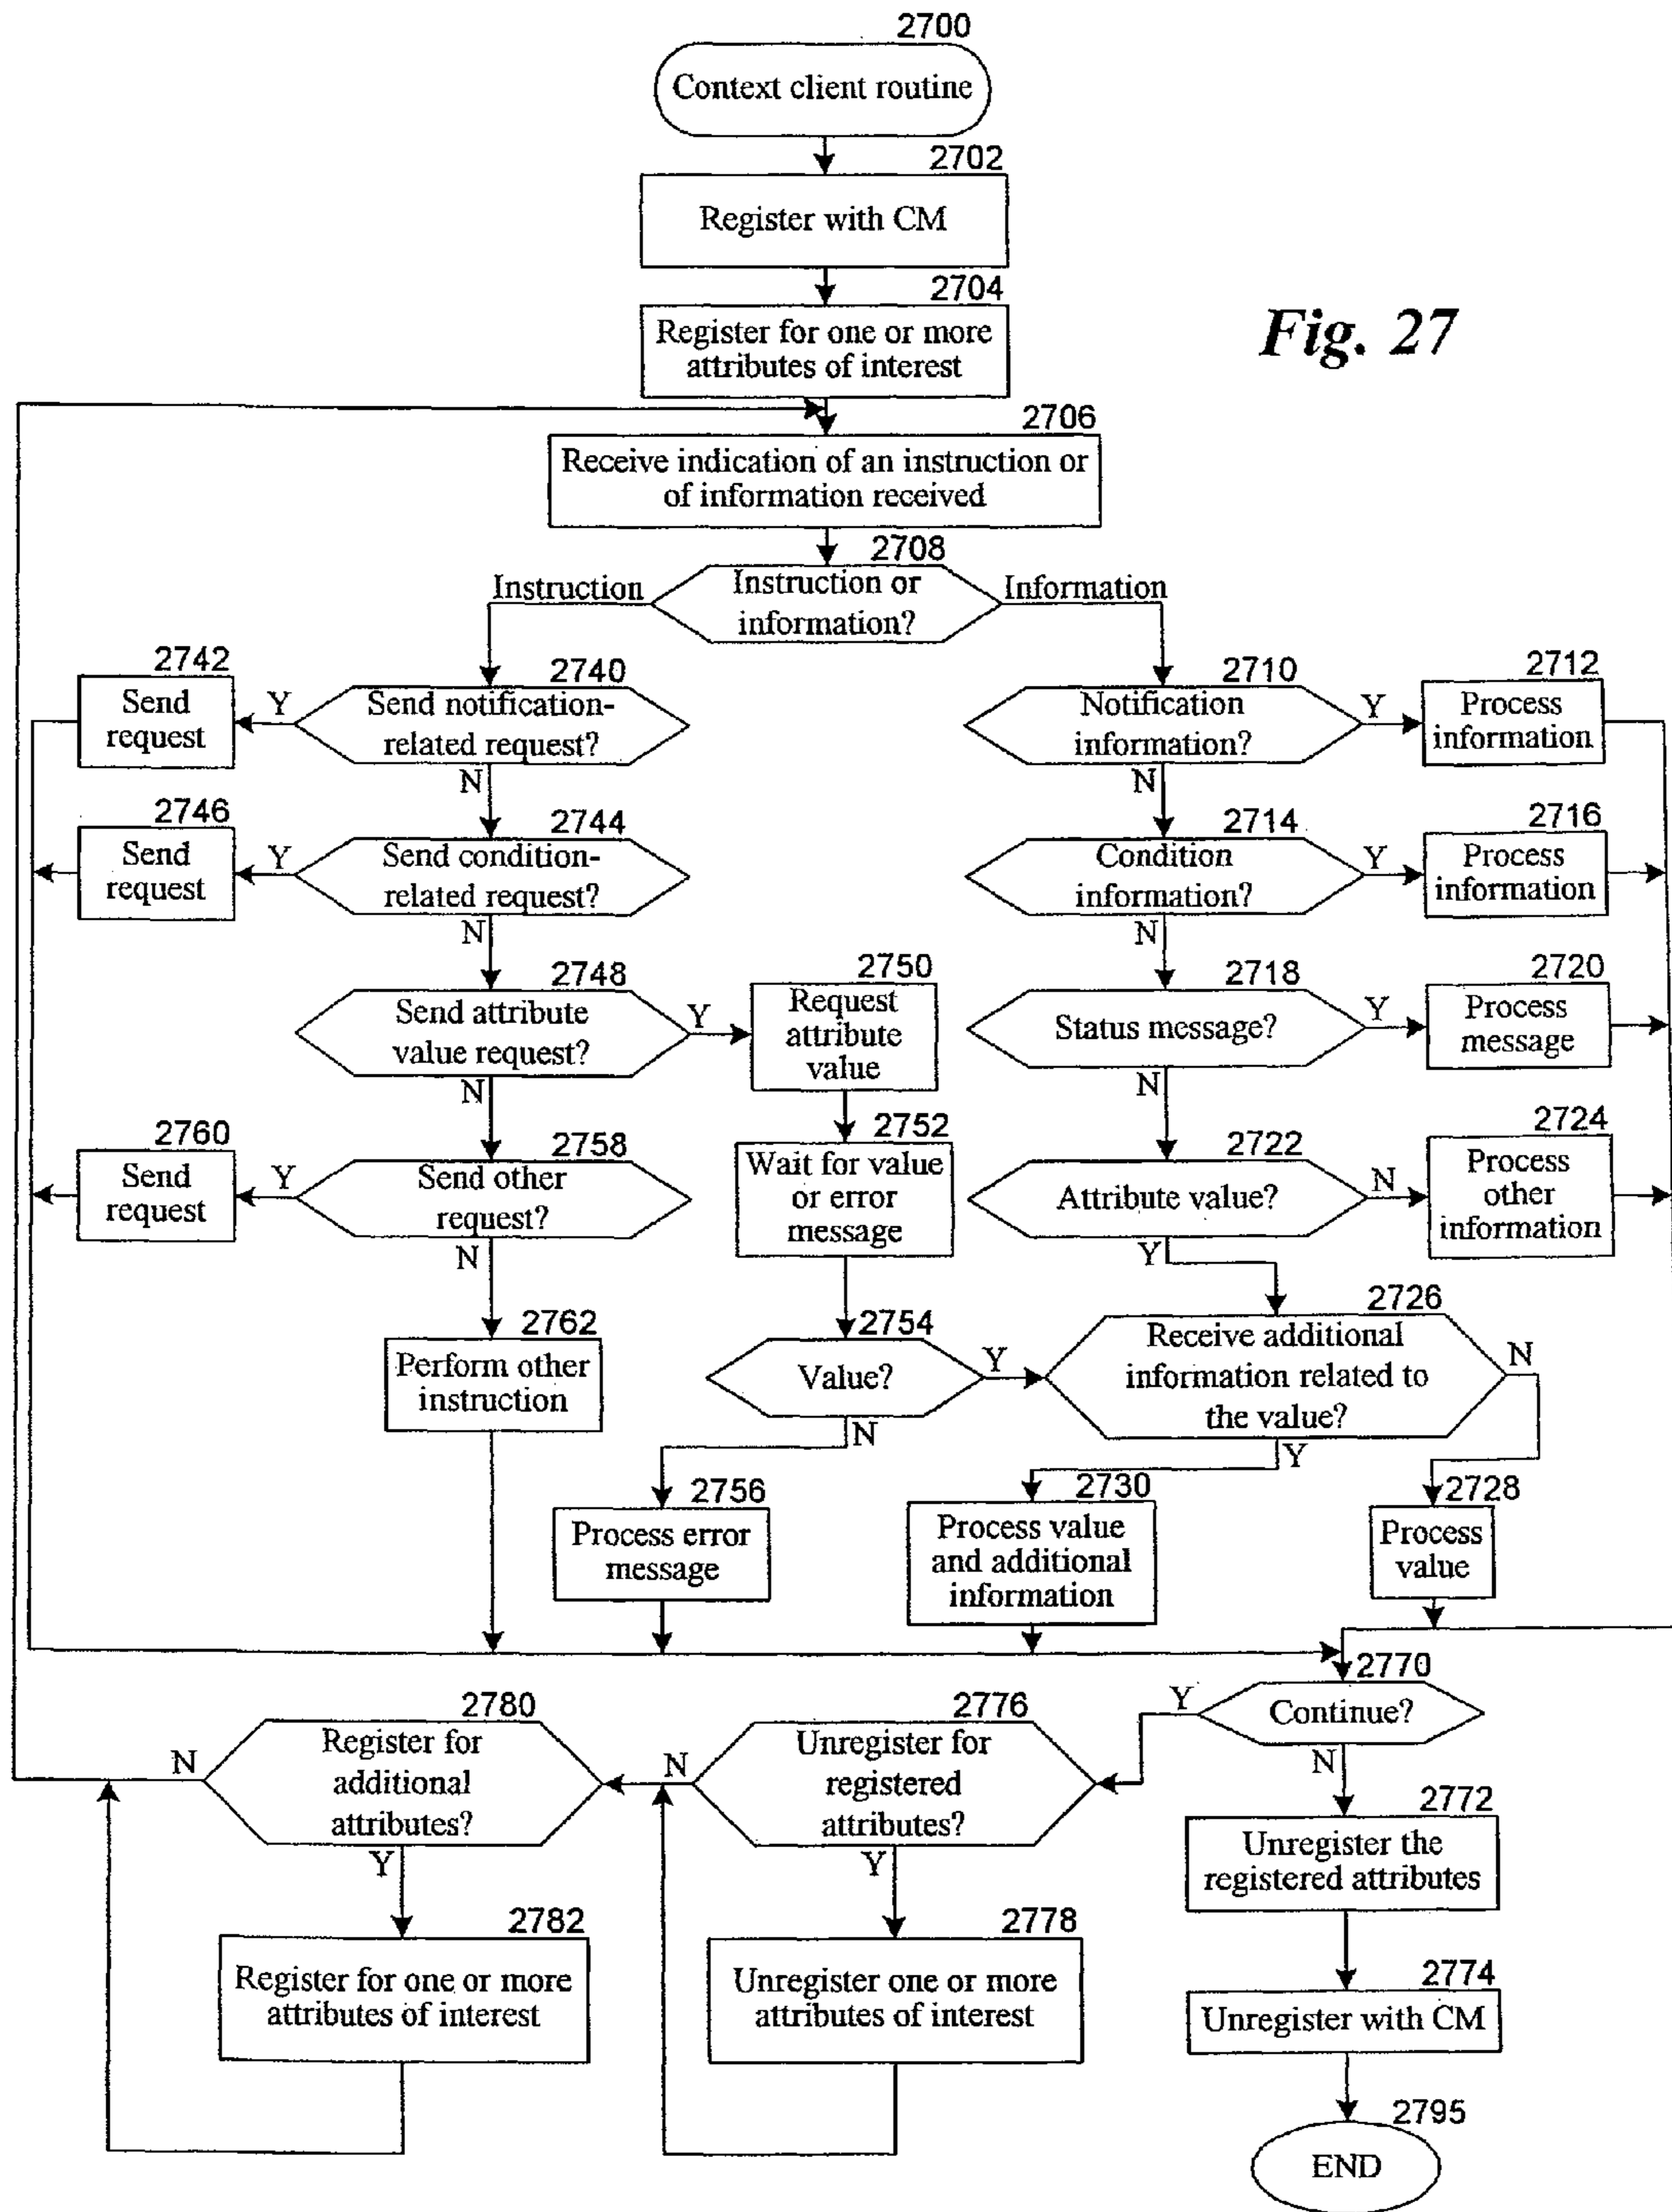 2700
Context client routine
2702
Register with CM
2704
Register for one or more
attributes of interest
Fig. 27
2706
Receive indication of an instruction or
of information received
2708
Instruction
Instruction or
information?
Information
2742
Send
request
Y
2740
Send notification-
related request?
N
2710
Notification
information?
Y
N
2712
Process
information
2746
Send
request
Y
2744
Send condition-
related request?
N
2714
Condition
information?
Y
N
2716
Process
information
2748
Send attribute
value request?
Y
N
2750
Request
attribute
value
2718
Status message?
Y
N
2720
Process
message
2760
Send
request
Y
2758
Send other
request?
N
2752
Wait for value
or error
message
2722
Attribute value?
N
Y
2724
Process
other
information
2762
Perform other
instruction
2754
Value?
Y
N
2726
Receive additional
information related to
the value?
N
Y
2756
Process error
message
2730
Process value
and additional
information
2728
Process
value
2770
Continue?
Y
N
2780
Register for
additional
attributes?
N
Y
2776
Unregister for
registered
attributes?
N
Y
2772
Unregister the
registered attributes
2782
Register for one or more
attributes of interest
2778
Unregister one or more
attributes of interest
2774
Unregister with CM
2795
END